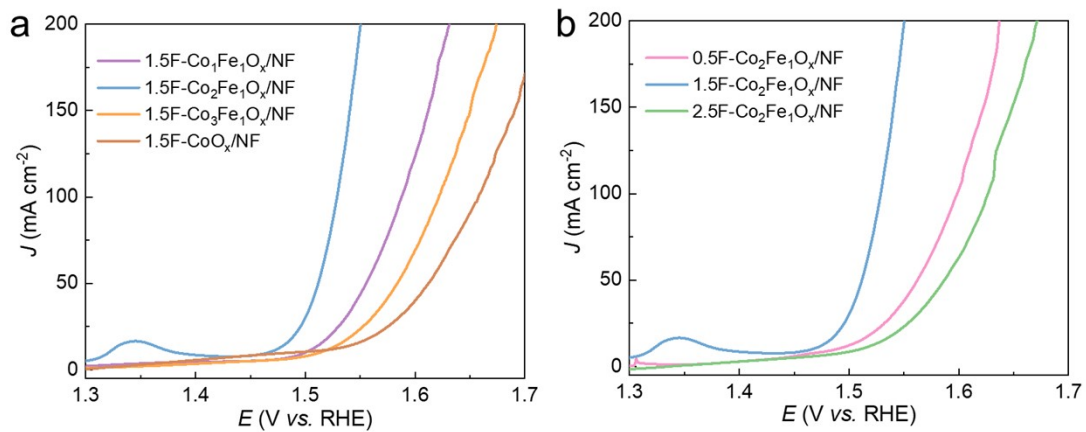 a
200
150
100
50
0
J (mA cm⁻²)
1.5F-Co₁Fe₁Oₓ/NF
1.5F-Co₂Fe₁Oₓ/NF
1.5F-Co₃Fe₁Oₓ/NF
1.5F-CoOₓ/NF
1.3 1.4 1.5 1.6 1.7
E (V vs. RHE)
b
200
150
100
50
0
J (mA cm⁻²)
0.5F-Co₂Fe₁Oₓ/NF
1.5F-Co₂Fe₁Oₓ/NF
2.5F-Co₂Fe₁Oₓ/NF
1.3 1.4 1.5 1.6 1.7
E (V vs. RHE)